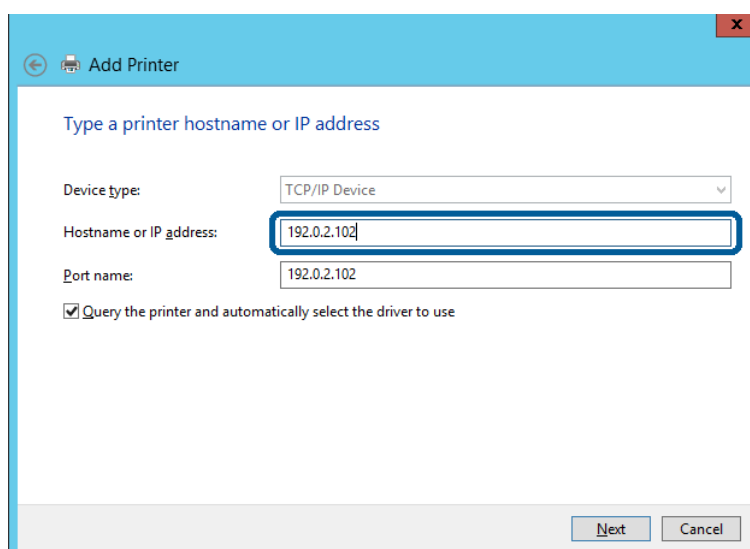 x
Add Printer
Type a printer hostname or IP address
Device type: TCP/IP Device
Hostname or IP address: 192.0.2.102
Port name: 192.0.2.102
Query the printer and automatically select the driver to use
Next Cancel